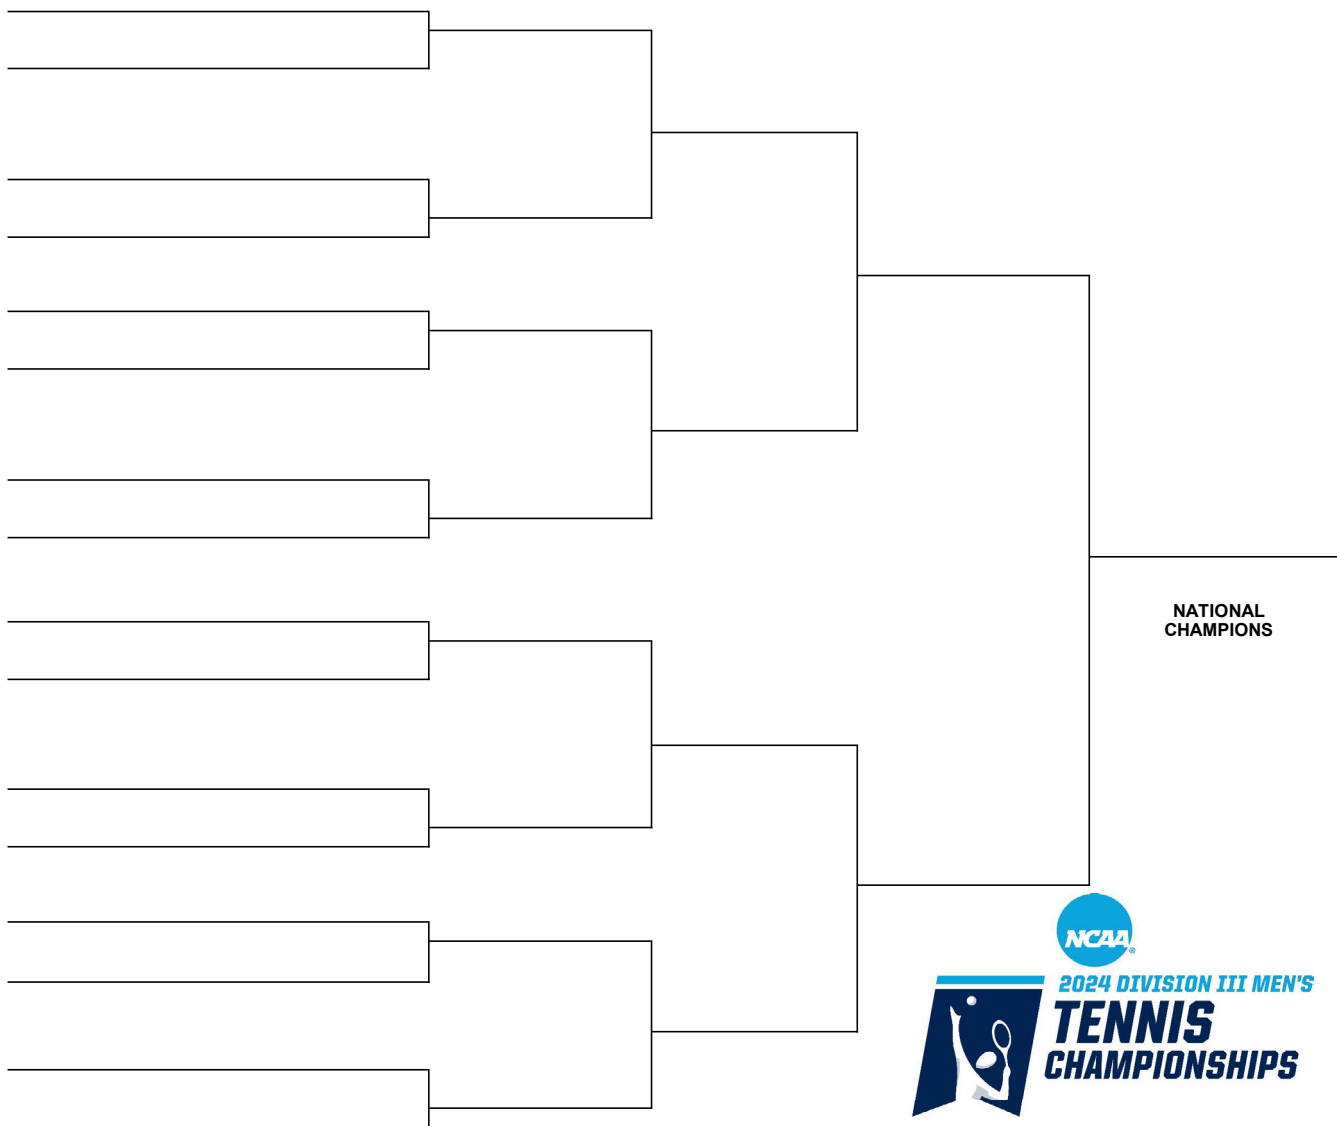 NATIONAL
CHAMPIONS
NCAA®
2024 DIVISION III MEN'S
TENNIS
CHAMPIONSHIPS